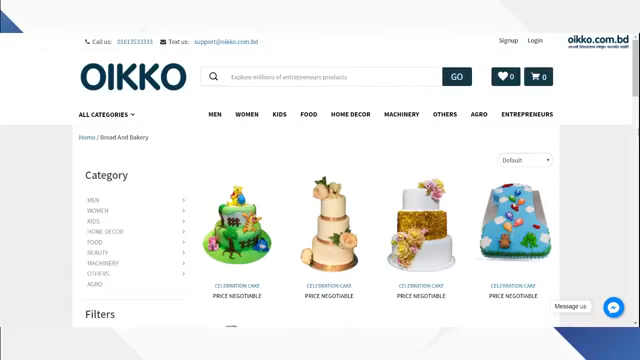 Call us: 01613533333 Text us: support@oikko.com.bd
Signup Login
oikko.com.bd
OIKKO
Explore millions of entrepreneurs products
GO
0 0
ALL CATEGORIES MEN WOMEN KIDS FOOD HOME DECOR MACHINERY OTHERS AGRO ENTREPRENEURS
Home / Bread And Bakery
Default
Category
MEN
WOMEN
KIDS
HOME DECOR
FOOD
BEAUTY
MACHINERY
OTHERS
AGRO
CELEBRATION CAKE CELEBRATION CAKE CELEBRATION CAKE CELEBRATION CAKE
PRICE NEGOTIABLE PRICE NEGOTIABLE PRICE NEGOTIABLE PRICE NEGOTIABLE
Message us
Filters